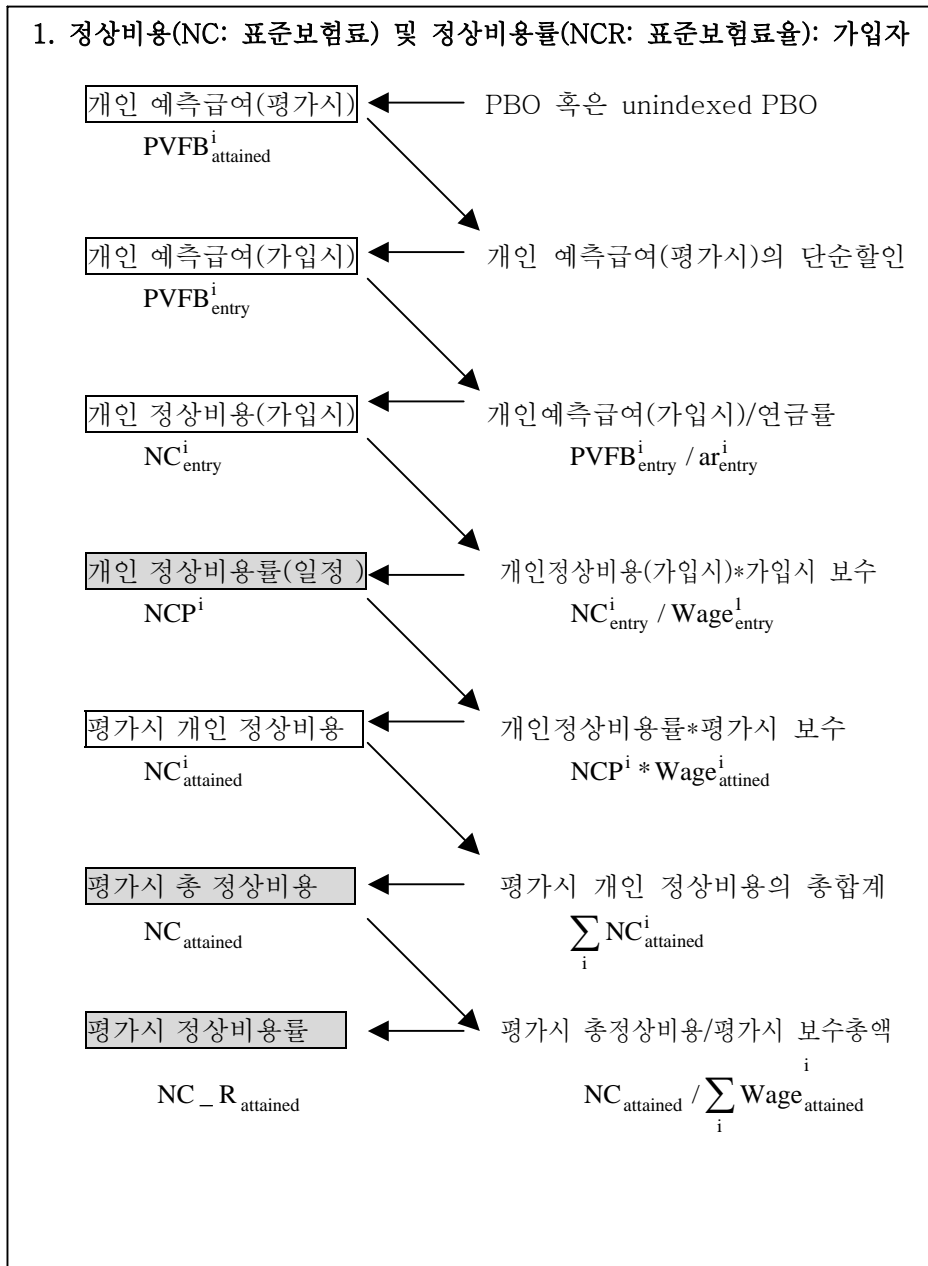 1. 정상비용(NC: 표준보험료) 및 정상비용률(NCR: 표준보험료율): 가입자
개인 예측급여(평가시) PBO 혹은 unindexed PBO
PVFB^i_attained
개인 예측급여(가입시) 개인 예측급여(평가시)의 단순할인
PVFB^i_entry
개인 정상비용(가입시) 개인예측급여(가입시)/연금률
NC^i_entry PVFB^i_entry / ar^i_entry
개인 정상비용률(일정 ) 개인정상비용(가입시)*가입시 보수
NCP^i NC^i_entry / Wage^l_entry
평가시 개인 정상비용 개인정상비용률*평가시 보수
NC^i_attained NCP^i * Wage^i_attined
평가시 총 정상비용 평가시 개인 정상비용의 총합계
NC_attained ∑_i NC^i_attained
평가시 정상비용률 평가시 총정상비용/평가시 보수총액
NC _ R_attained NC_attained / ∑_i Wage^i_attained